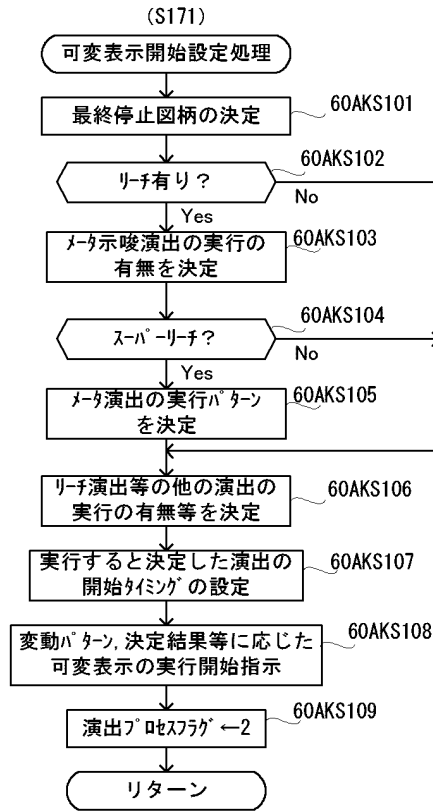 (S171)
可変表示開始設定処理
最終停止図柄の決定
60AKS101
ﾘｰﾁ有り？
60AKS102
No
Yes
ﾒｰﾀ示唆演出の実行の
有無を決定
60AKS103
ｽｰﾊﾟｰﾘｰﾁ？
60AKS104
No
Yes
ﾒｰﾀ演出の実行ﾊﾟﾀｰﾝ
を決定
60AKS105
ﾘｰﾁ演出等の他の演出の
実行の有無等を決定
60AKS106
実行すると決定した演出の
開始ﾀｲﾐﾝｸﾞの設定
60AKS107
変動ﾊﾟﾀｰﾝ,決定結果等に応じた
可変表示の実行開始指示
60AKS108
演出ﾌﾟﾛｾｽﾌﾗｸﾞ←2
60AKS109
リターン